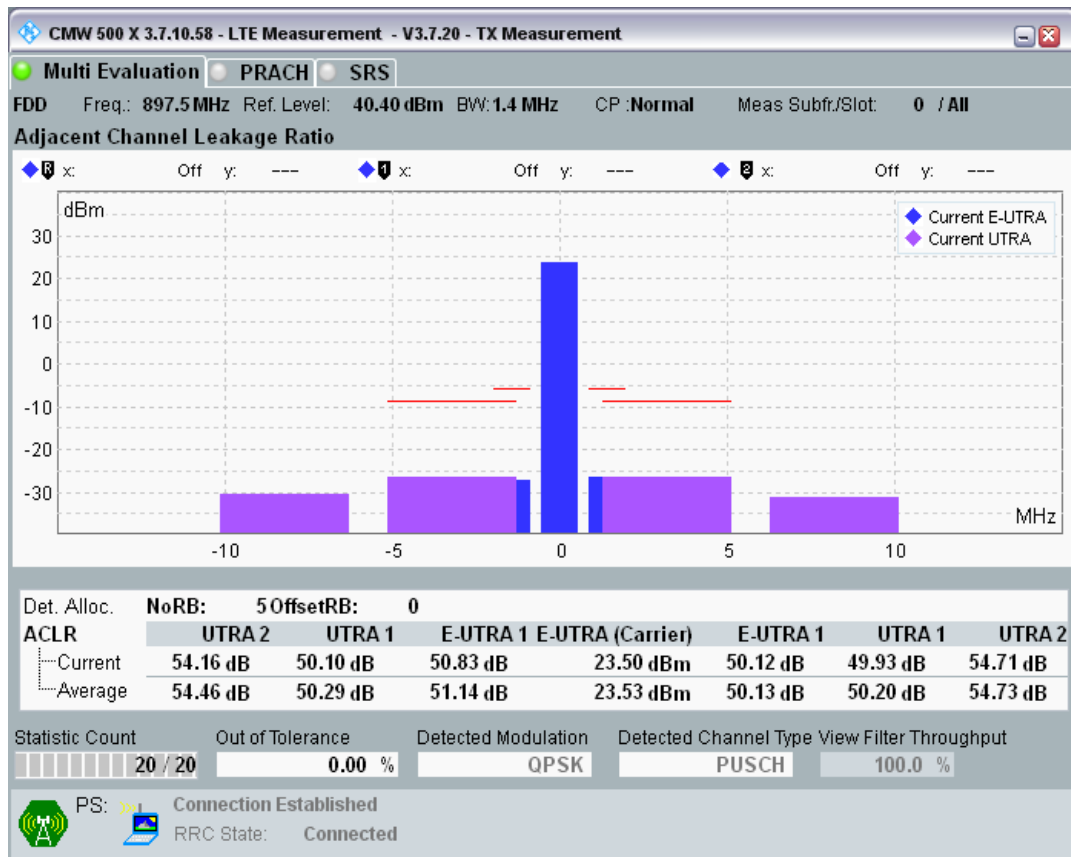 CMW 500 X 3.7.10.58 - LTE Measurement - V3.7.20 - TX Measurement
Multi Evaluation PRACH SRS
FDD Freq.: 897.5 MHz Ref. Level: 40.40 dBm BW: 1.4 MHz CP :Normal Meas Subfr./Slot: 0 / All
Adjacent Channel Leakage Ratio
R x: Off y: --- 1 x: Off y: --- 2 x: Off y: ---
dBm
Current E-UTRA
Current UTRA
30
20
10
0
-10
-20
-30
MHz
-10 -5 0 5 10
Det. Alloc. NoRB: 5 OffsetRB: 0
ACLR UTRA 2 UTRA 1 E-UTRA 1 E-UTRA (Carrier) E-UTRA 1 UTRA 1 UTRA 2
Current 54.16 dB 50.10 dB 50.83 dB 23.50 dBm 50.12 dB 49.93 dB 54.71 dB
Average 54.46 dB 50.29 dB 51.14 dB 23.53 dBm 50.13 dB 50.20 dB 54.73 dB
Statistic Count Out of Tolerance Detected Modulation Detected Channel Type View Filter Throughput
20 / 20 0.00 % QPSK PUSCH 100.0 %
PS: Connection Established
RRC State: Connected